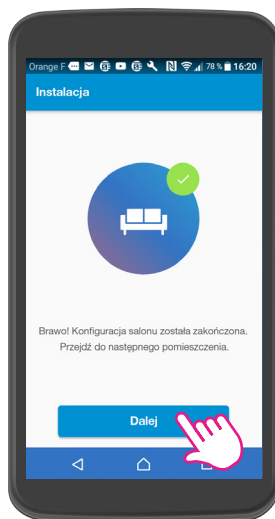 Orange F 78 % 16:20
Instalacja
Brawo! Konfiguracja salonu została zakończona.
Przejdź do następnego pomieszczenia.
Dalej